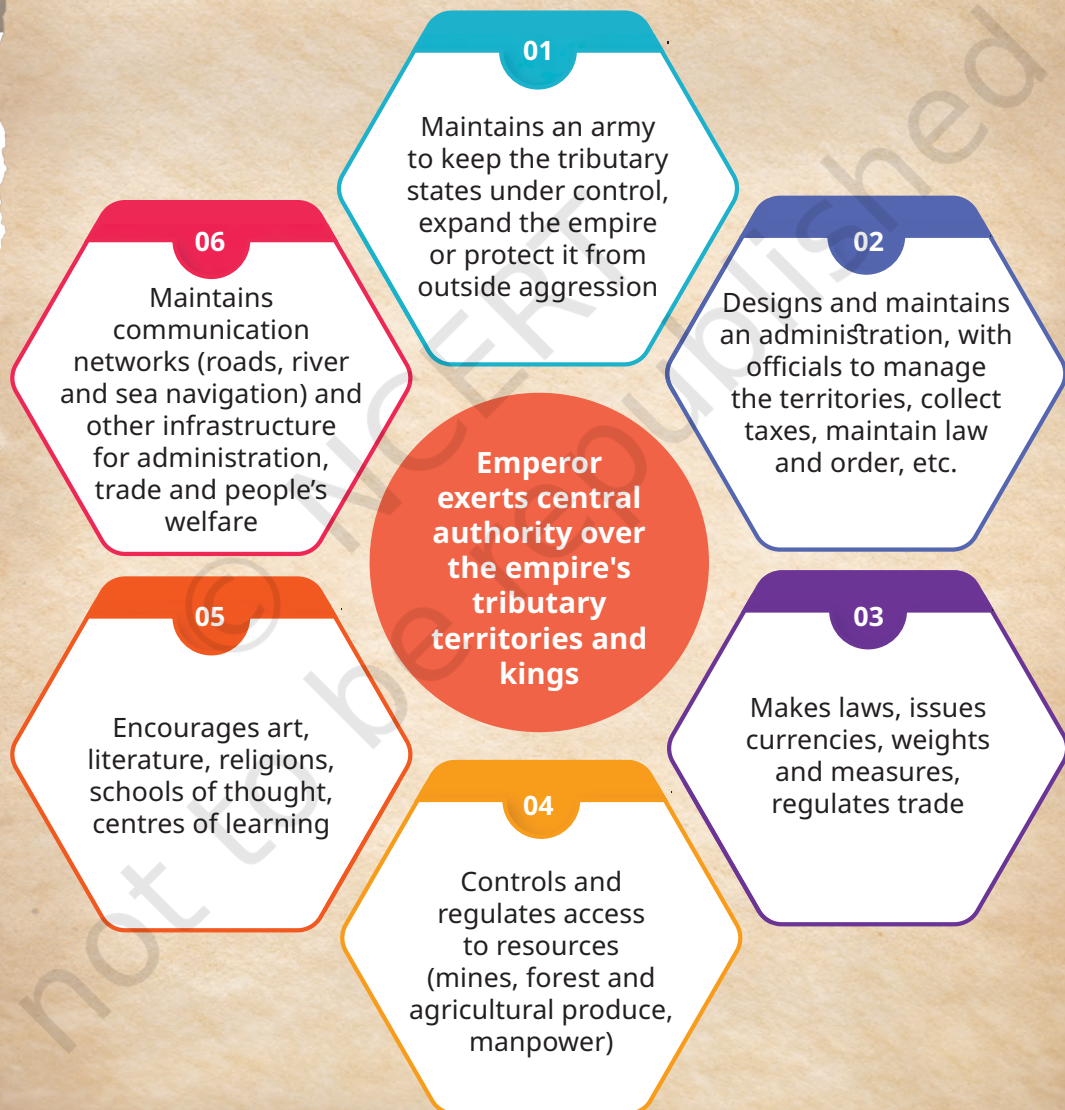 01
Maintains an army
to keep the tributary
states under control,
expand the empire
or protect it from
outside aggression
02
Designs and maintains
an administration, with
officials to manage
the territories, collect
taxes, maintain law
and order, etc.
03
Makes laws, issues
currencies, weights
and measures,
regulates trade
04
Controls and
regulates access
to resources
(mines, forest and
agricultural produce,
manpower)
05
Encourages art,
literature, religions,
schools of thought,
centres of learning
06
Maintains
communication
networks (roads, river
and sea navigation) and
other infrastructure
for administration,
trade and people’s
welfare
Emperor
exerts central
authority over
the empire's
tributary
territories and
kings
© NCERT
not to be republished